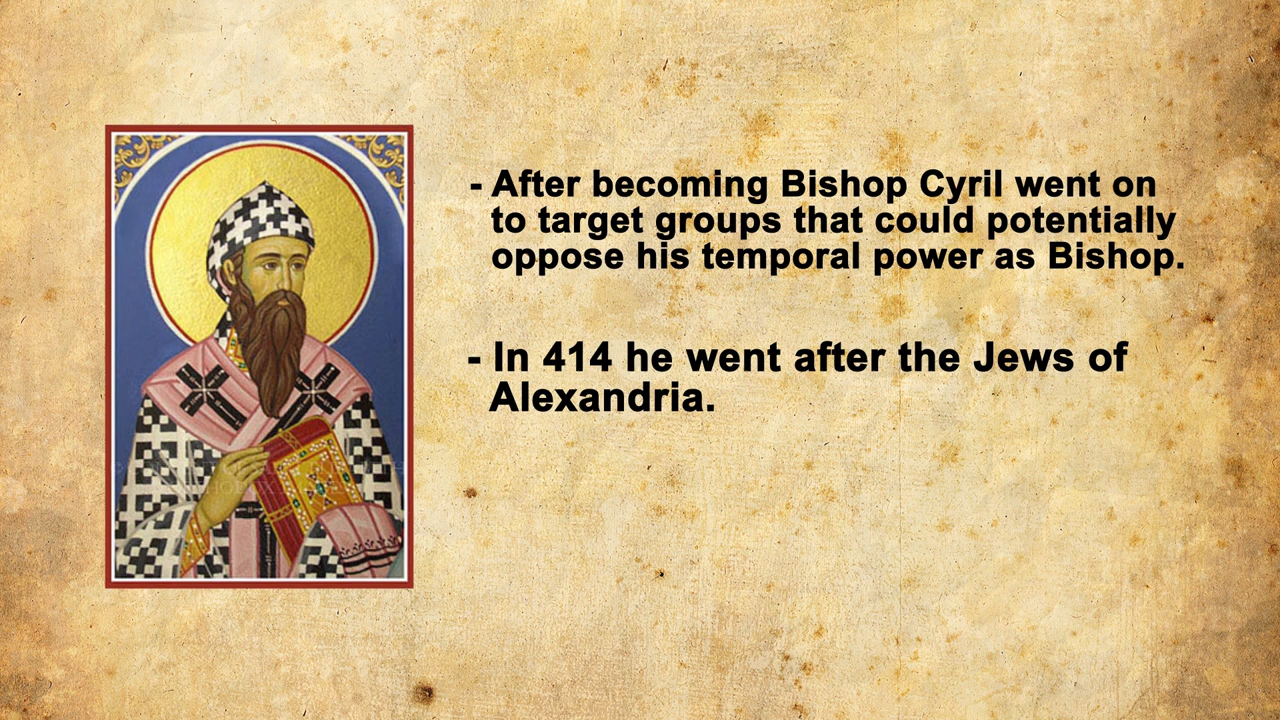 - After becoming Bishop Cyril went on
to target groups that could potentially
oppose his temporal power as Bishop.
- In 414 he went after the Jews of
Alexandria.